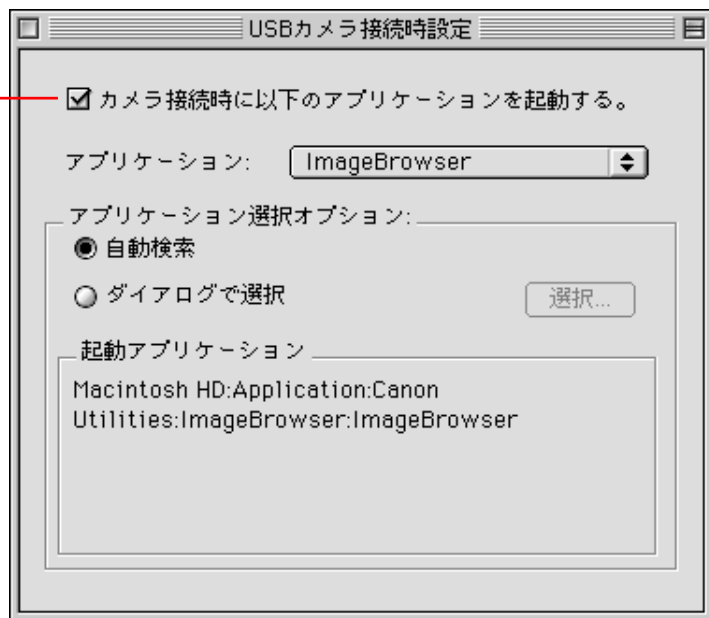 USBカメラ接続時設定
カメラ接続時に以下のアプリケーションを起動する。
アプリケーション: ImageBrowser
アプリケーション選択オプション:
自動検索
ダイアログで選択 選択...
起動アプリケーション
Macintosh HD:Application:Canon
Utilities:ImageBrowser:ImageBrowser